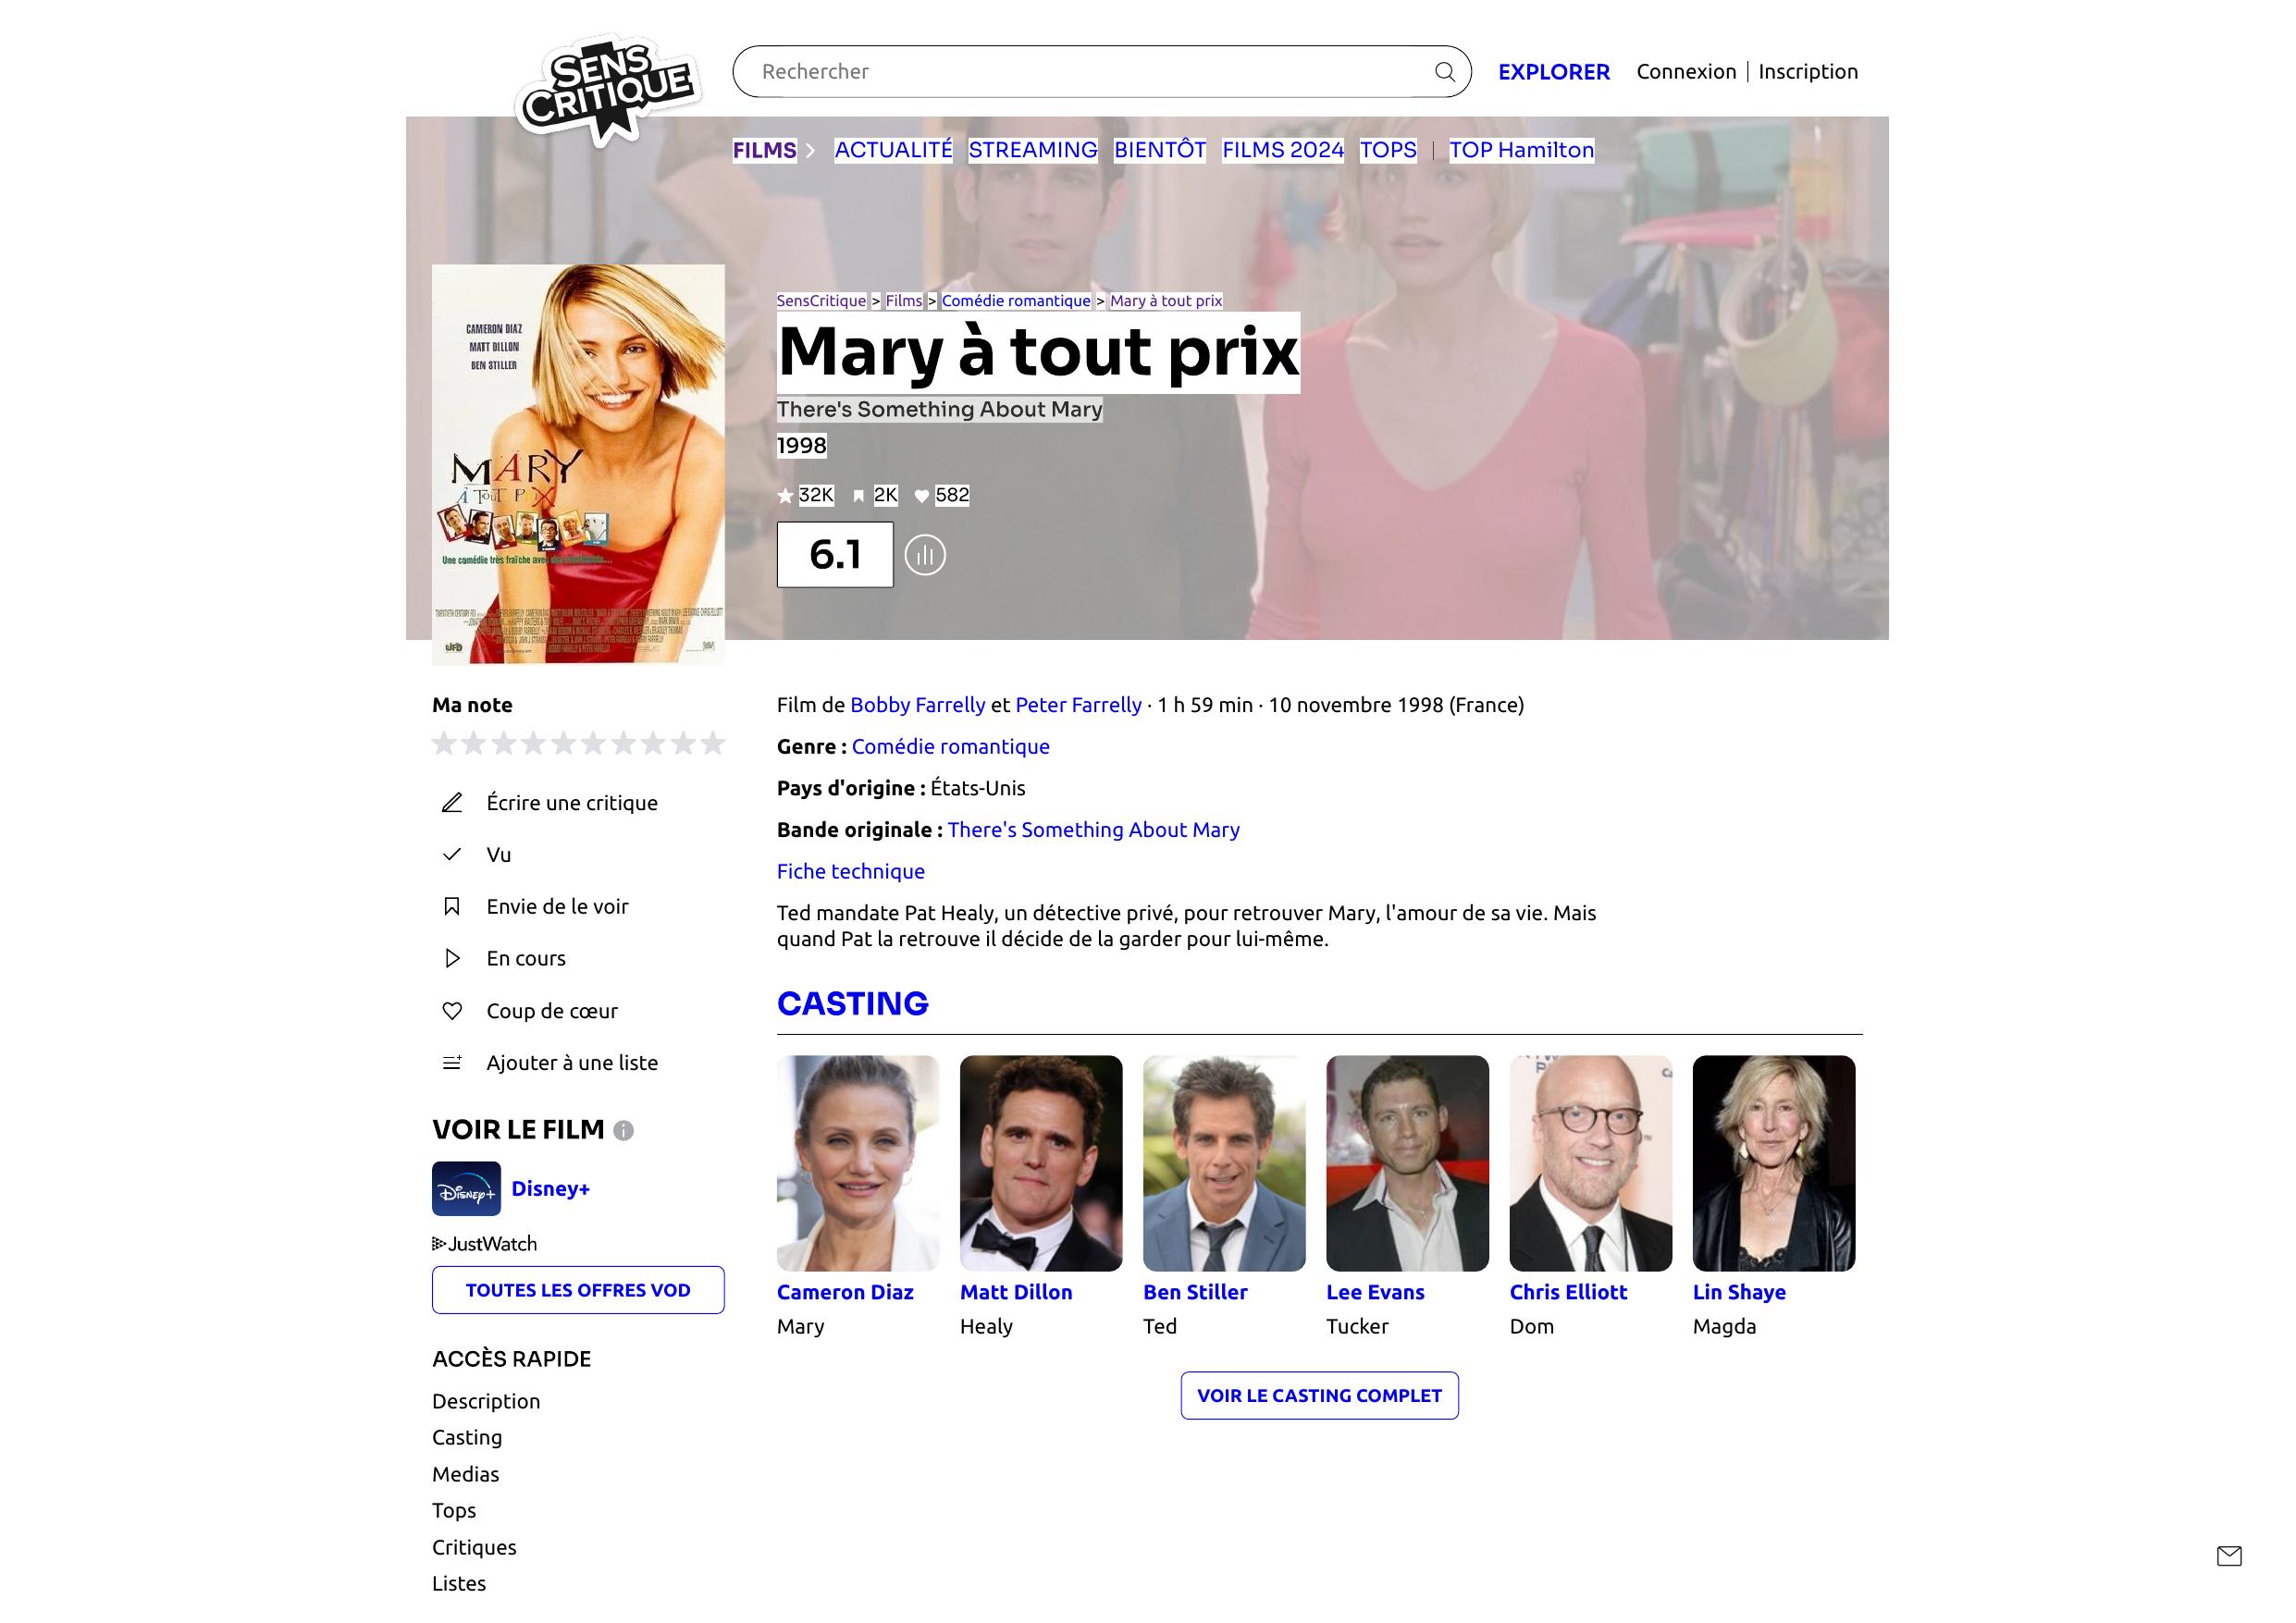 SENS CRITIQUE
Rechercher
EXPLORER
Connexion | Inscription
FILMS ACTUALITÉ STREAMING BIENTÔT FILMS 2024 TOPS | TOP Hamilton
CAMERON DIAZ
MATT DILLON
BEN STILLER
MARY
À TOUT PRIX
Une comédie très fraîche avec des
UFD
SensCritique > Films > Comédie romantique > Mary à tout prix
Mary à tout prix
There's Something About Mary
1998
32K 2K 582
6.1
Ma note
Écrire une critique
Vu
Envie de le voir
En cours
Coup de cœur
Ajouter à une liste
VOIR LE FILM
Disney+
Disney+
JustWatch
TOUTES LES OFFRES VOD
ACCÈS RAPIDE
Description
Casting
Medias
Tops
Critiques
Listes
Film de Bobby Farrelly et Peter Farrelly · 1 h 59 min · 10 novembre 1998 (France)
Genre : Comédie romantique
Pays d'origine : États-Unis
Bande originale : There's Something About Mary
Fiche technique
Ted mandate Pat Healy, un détective privé, pour retrouver Mary, l'amour de sa vie. Mais
quand Pat la retrouve il décide de la garder pour lui-même.
CASTING
Cameron Diaz
Mary
Matt Dillon
Healy
Ben Stiller
Ted
Lee Evans
Tucker
Chris Elliott
Dom
Lin Shaye
Magda
VOIR LE CASTING COMPLET